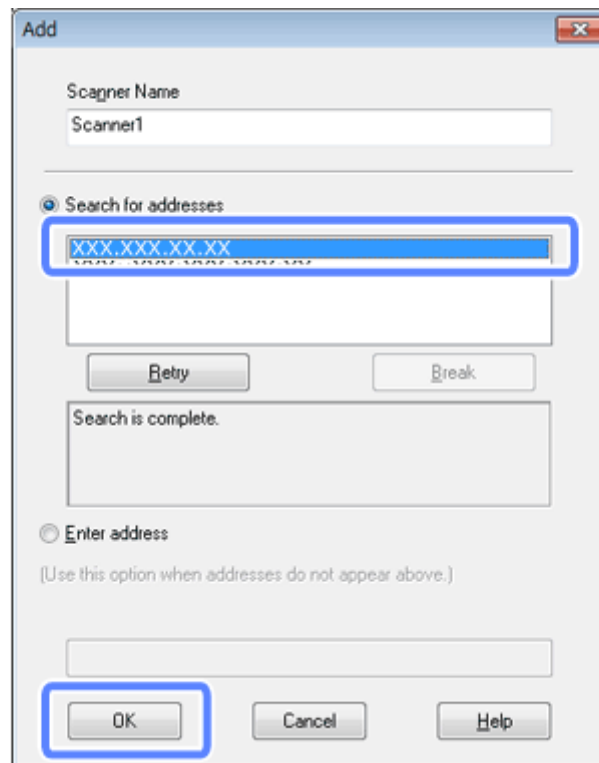 Add
Scanner Name
Scanner1
Search for addresses
XXX.XXX.XX.XX
Retry Break
Search is complete.
Enter address
(Use this option when addresses do not appear above.)
OK Cancel Help